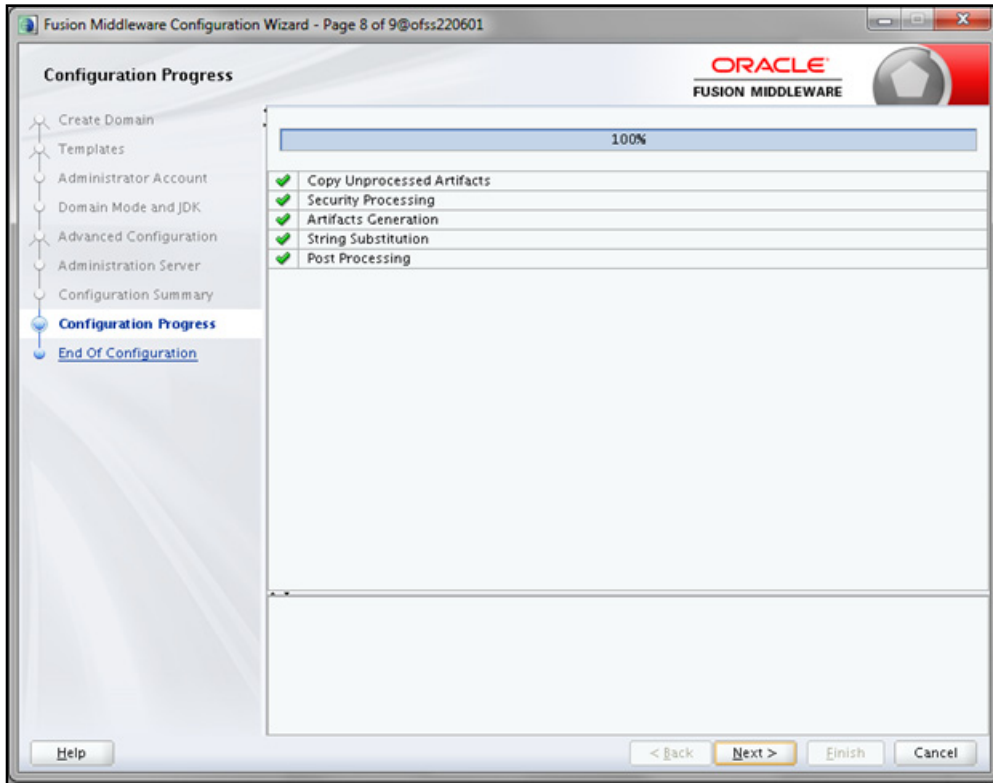 Fusion Middleware Configuration Wizard - Page 8 of 9@ofss220601
Configuration Progress
ORACLE
FUSION MIDDLEWARE
Create Domain
Templates
Administrator Account
Domain Mode and JDK
Advanced Configuration
Administration Server
Configuration Summary
Configuration Progress
End Of Configuration
100%
Copy Unprocessed Artifacts
Security Processing
Artifacts Generation
String Substitution
Post Processing
Help
< Back
Next >
Finish
Cancel